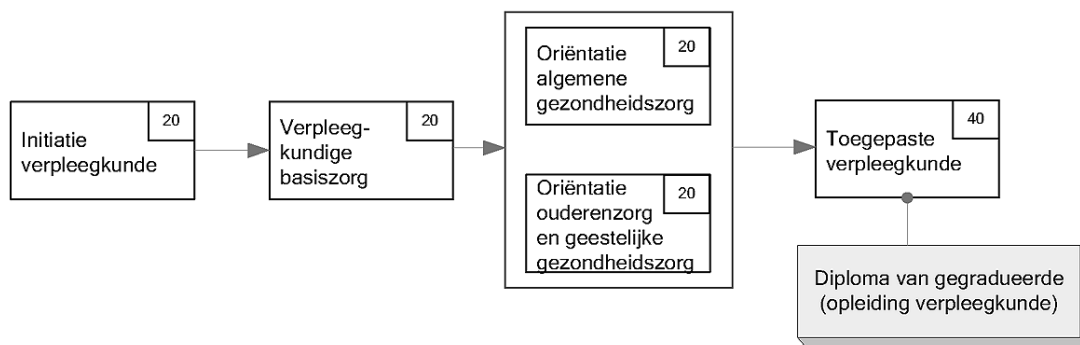 Initiatie
verpleegkunde
20
Verpleeg-
kundige
basiszorg
20
Oriëntatie
algemene
gezondheidszorg
20
Oriëntatie
ouderenzorg
en geestelijke
gezondheidszorg
20
Toegepaste
verpleegkunde
40
Diploma van gegradueerde
(opleiding verpleegkunde)